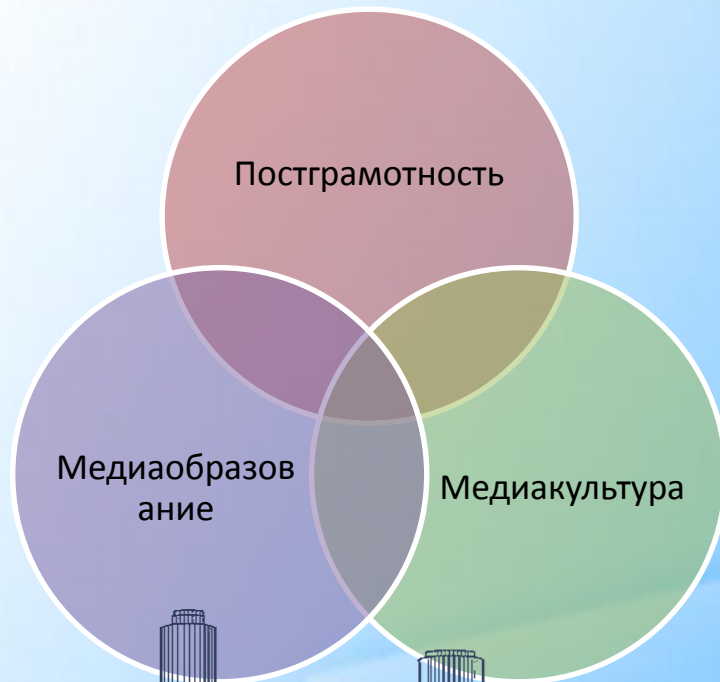 Постграмотность
Медиаобразов
ание
Медиакультура